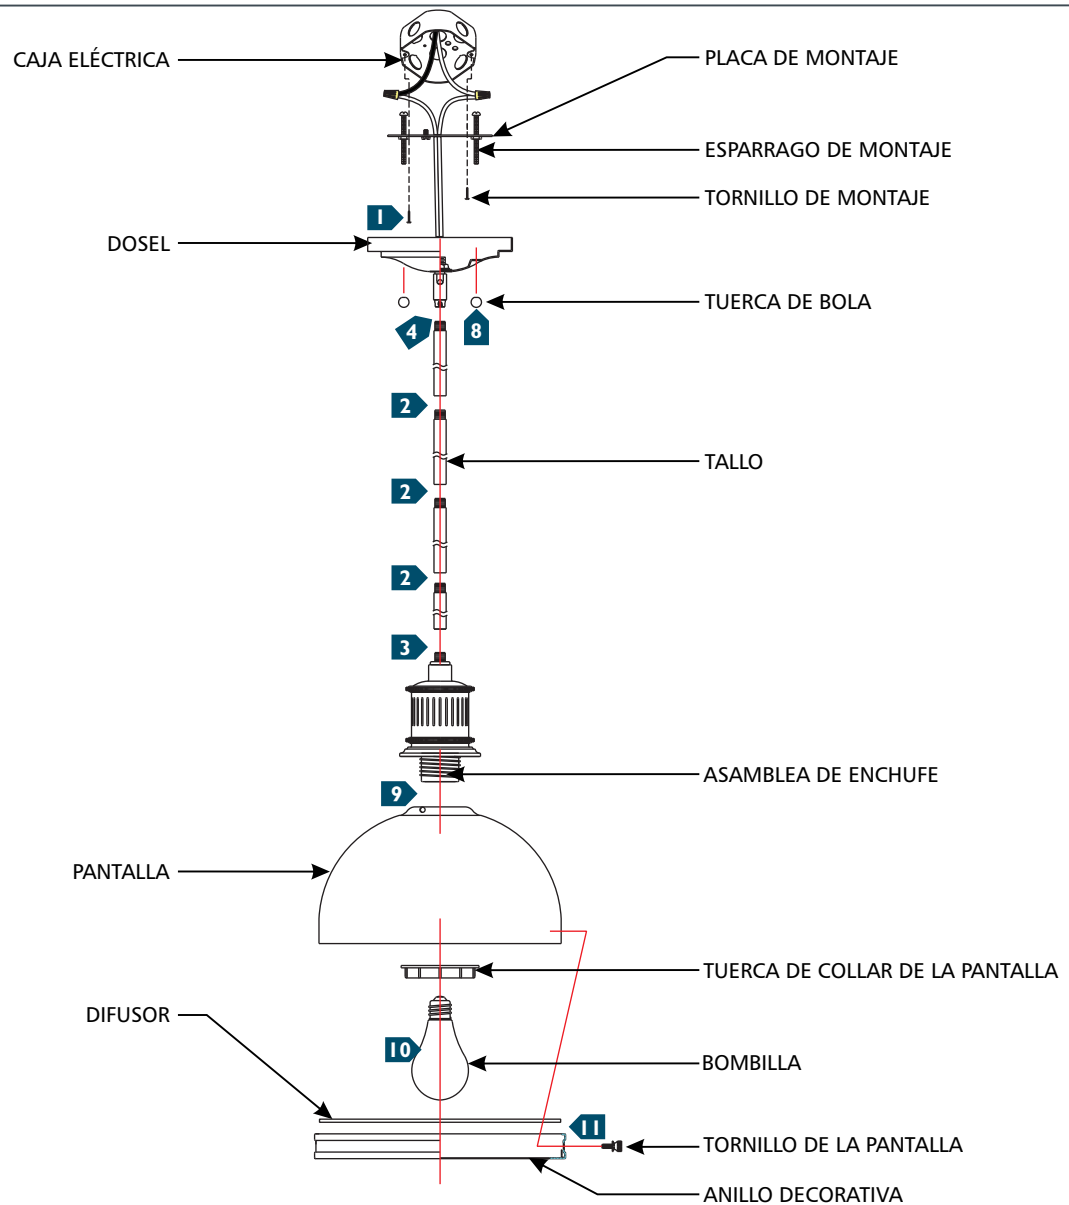 CAJA ELÉCTRICA
PLACA DE MONTAJE
ESPARRAGO DE MONTAJE
TORNILLO DE MONTAJE
1
DOSEL
TUERCA DE BOLA
4
8
2
TALLO
2
2
3
ASAMBLEA DE ENCHUFE
9
PANTALLA
TUERCA DE COLLAR DE LA PANTALLA
DIFUSOR
10
BOMBILLA
11
TORNILLO DE LA PANTALLA
ANILLO DECORATIVA